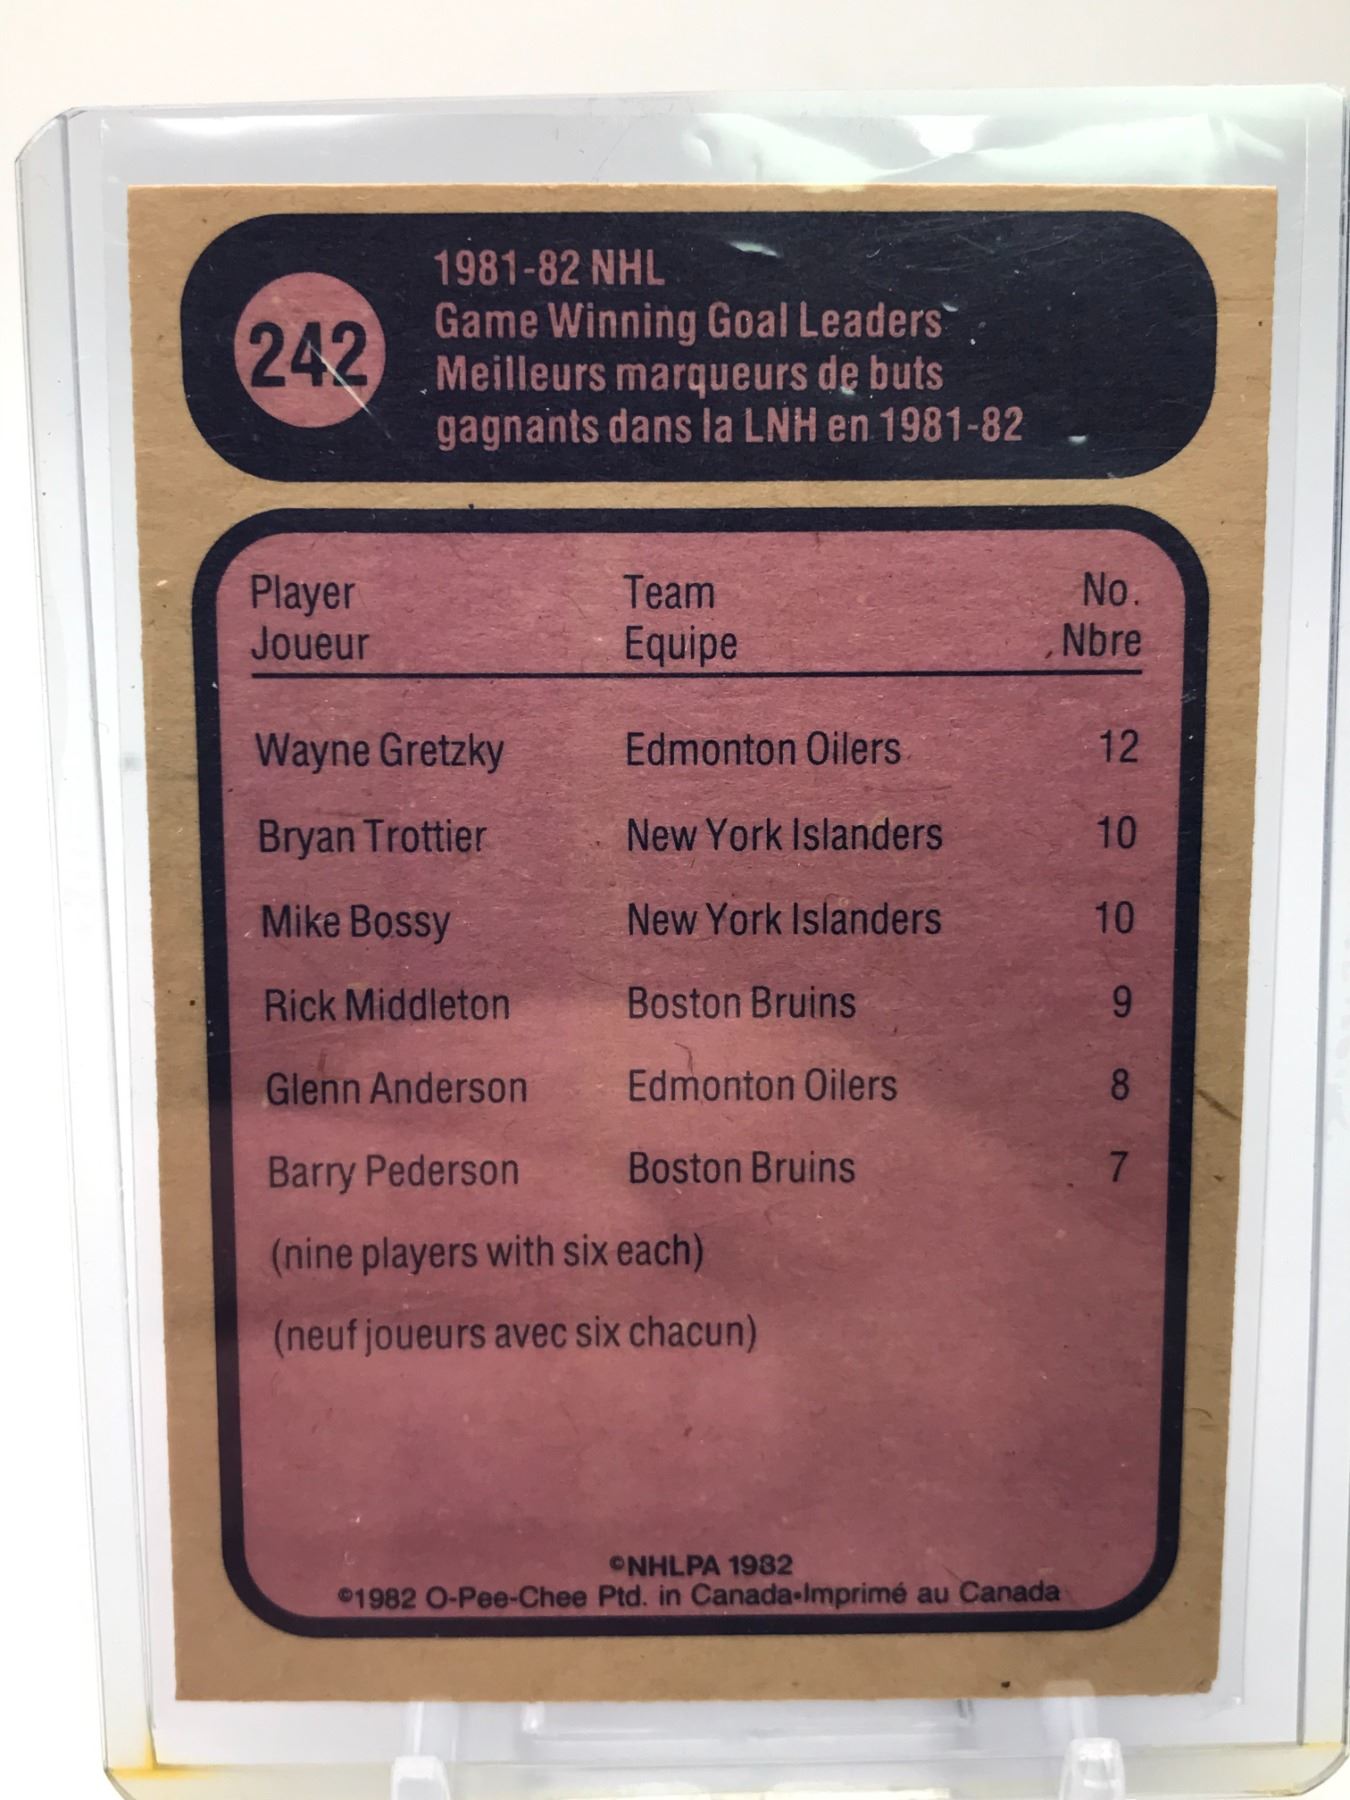 242
1981-82 NHL
Game Winning Goal Leaders
Meilleurs marqueurs de buts
gagnants dans la LNH en 1981-82
Player Team No.
Joueur Equipe Nbre
Wayne Gretzky Edmonton Oilers 12
Bryan Trottier New York Islanders 10
Mike Bossy New York Islanders 10
Rick Middleton Boston Bruins 9
Glenn Anderson Edmonton Oilers 8
Barry Pederson Boston Bruins 7
(nine players with six each)
(neuf joueurs avec six chacun)
©NHLPA 1982
©1982 O-Pee-Chee Ptd. in Canada•Imprimé au Canada